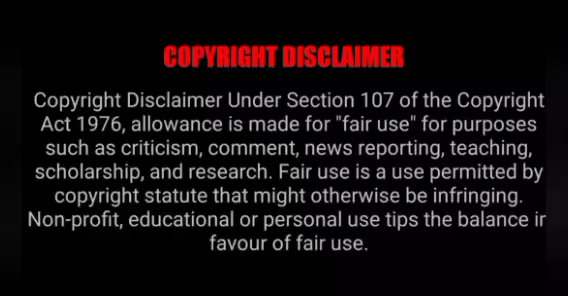 COPYRIGHT DISCLAIMER
Copyright Disclaimer Under Section 107 of the Copyright
Act 1976, allowance is made for "fair use" for purposes
such as criticism, comment, news reporting, teaching,
scholarship, and research. Fair use is a use permitted by
copyright statute that might otherwise be infringing.
Non-profit, educational or personal use tips the balance in
favour of fair use.